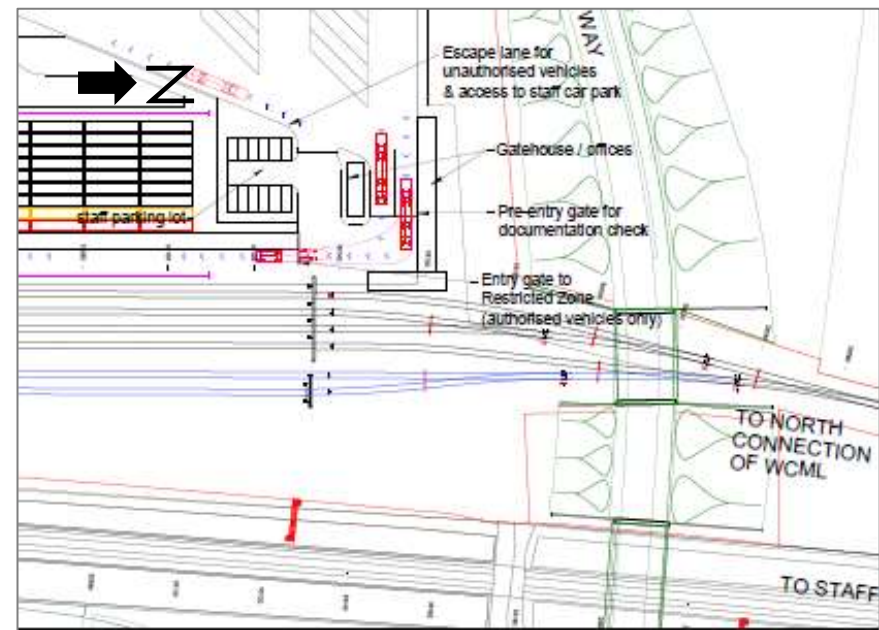 WAY
Escape lane for
unauthorised vehicles
& access to staff car park
N
Gatehouse / offices
staff parking lot
Pre-entry gate for
documentation check
Entry gate to
Restricted Zone
(authorised vehicles only)
TO NORTH
CONNECTION
OF WCML
TO STAFF